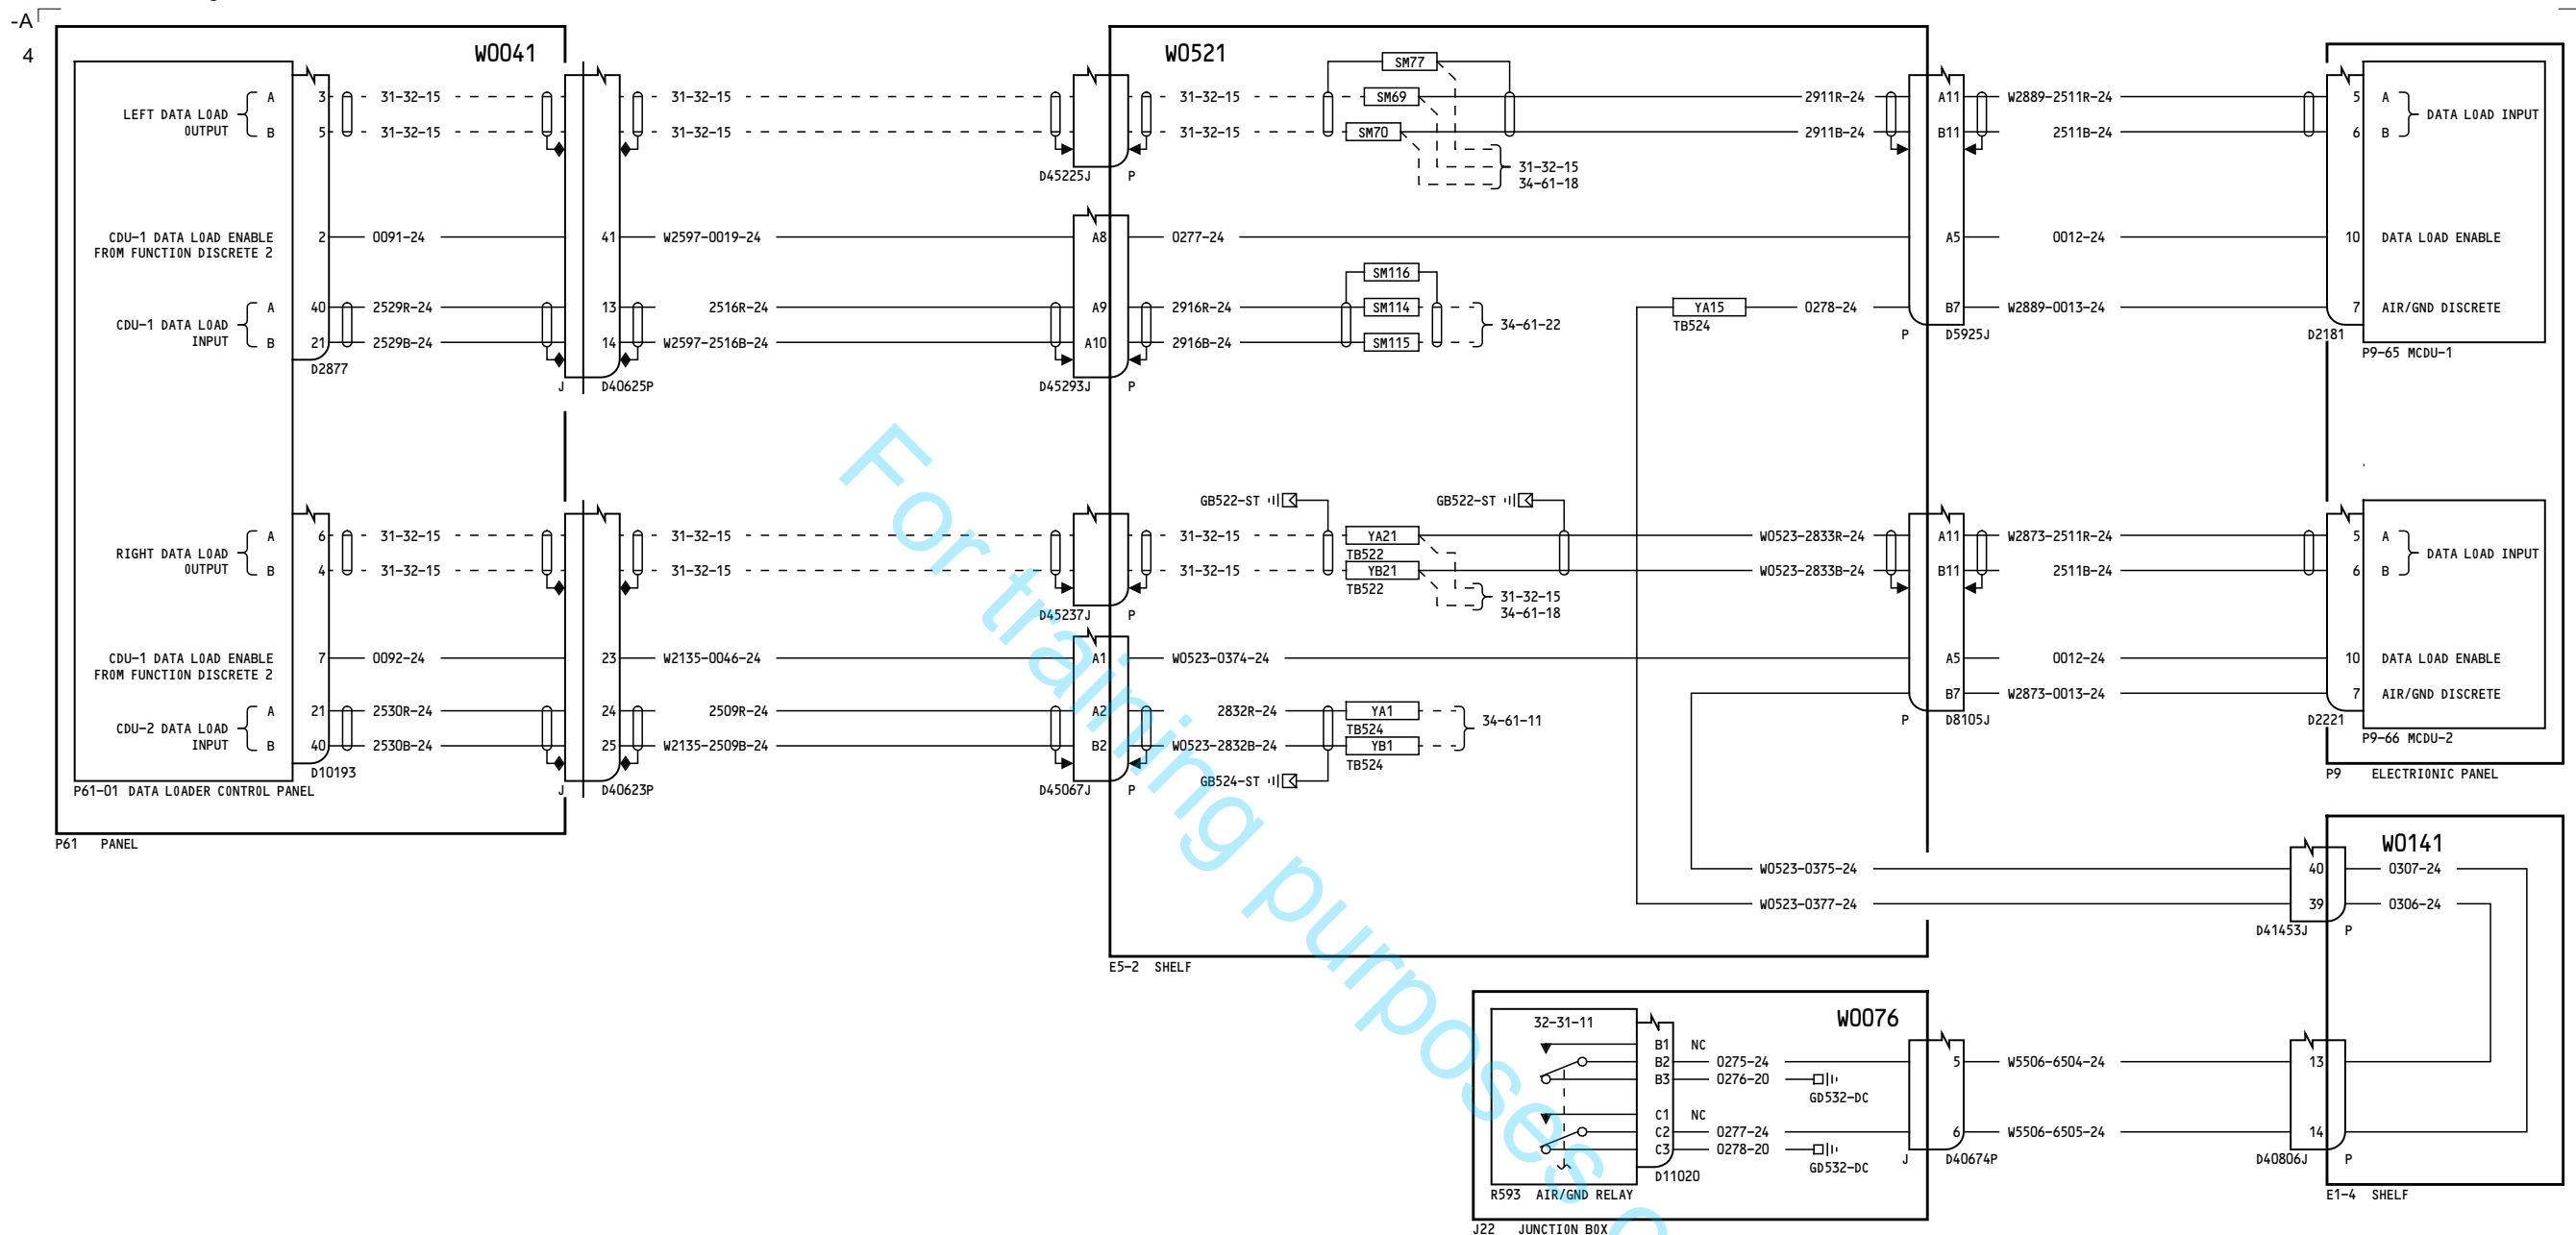 -A
4
W0041
LEFT DATA LOAD
OUTPUT
A
B
3
5
31-32-15
31-32-15
31-32-15
31-32-15
CDU-1 DATA LOAD ENABLE
FROM FUNCTION DISCRETE 2
2
0091-24
41
W2597-0019-24
CDU-1 DATA LOAD
INPUT
A
B
40
21
2529R-24
2529B-24
13
14
2516R-24
W2597-2516B-24
D2877
J
D40625P
RIGHT DATA LOAD
OUTPUT
A
B
6
4
31-32-15
31-32-15
31-32-15
31-32-15
CDU-1 DATA LOAD ENABLE
FROM FUNCTION DISCRETE 2
7
0092-24
23
W2135-0046-24
CDU-2 DATA LOAD
INPUT
A
B
21
40
2530R-24
2530B-24
24
25
2509R-24
W2135-2509B-24
D10193
P61-01 DATA LOADER CONTROL PANEL
J
D40623P
P61 PANEL
W0521
31-32-15
31-32-15
SM77
SM69
SM70
31-32-15
34-61-18
2911R-24
2911B-24
D45225J
P
A8
0277-24
A9
A10
2916R-24
2916B-24
SM116
SM114
SM115
34-61-22
D45293J
P
YA15
TB524
0278-24
A11
B11
A5
B7
P
D5925J
W2889-2511R-24
2511B-24
0012-24
W2889-0013-24
5
6
10
7
A
B
DATA LOAD INPUT
DATA LOAD ENABLE
AIR/GND DISCRETE
D2181
P9-65 MCDU-1
GB522-ST
GB522-ST
31-32-15
31-32-15
YA21
TB522
YB21
TB522
31-32-15
34-61-18
W0523-2833R-24
W0523-2833B-24
D45237J
P
A1
W0523-0374-24
A2
B2
2832R-24
W0523-2832B-24
YA1
TB524
YB1
TB524
34-61-11
GB524-ST
D45067J
P
A11
B11
A5
B7
P
D8105J
W2873-2511R-24
2511B-24
0012-24
W2873-0013-24
5
6
10
7
A
B
DATA LOAD INPUT
DATA LOAD ENABLE
AIR/GND DISCRETE
D2221
P9-66 MCDU-2
P9 ELECTRIONIC PANEL
W0523-0375-24
W0523-0377-24
E5-2 SHELF
W0141
40
39
0307-24
0306-24
D41453J
P
W0076
32-31-11
B1
B2
B3
C1
C2
C3
NC
0275-24
0276-20
GD532-DC
NC
0277-24
0278-20
GD532-DC
D11020
R593 AIR/GND RELAY
J22 JUNCTION BOX
5
6
J
D40674P
W5506-6504-24
W5506-6505-24
13
14
D40806J
P
E1-4 SHELF
For training purposes